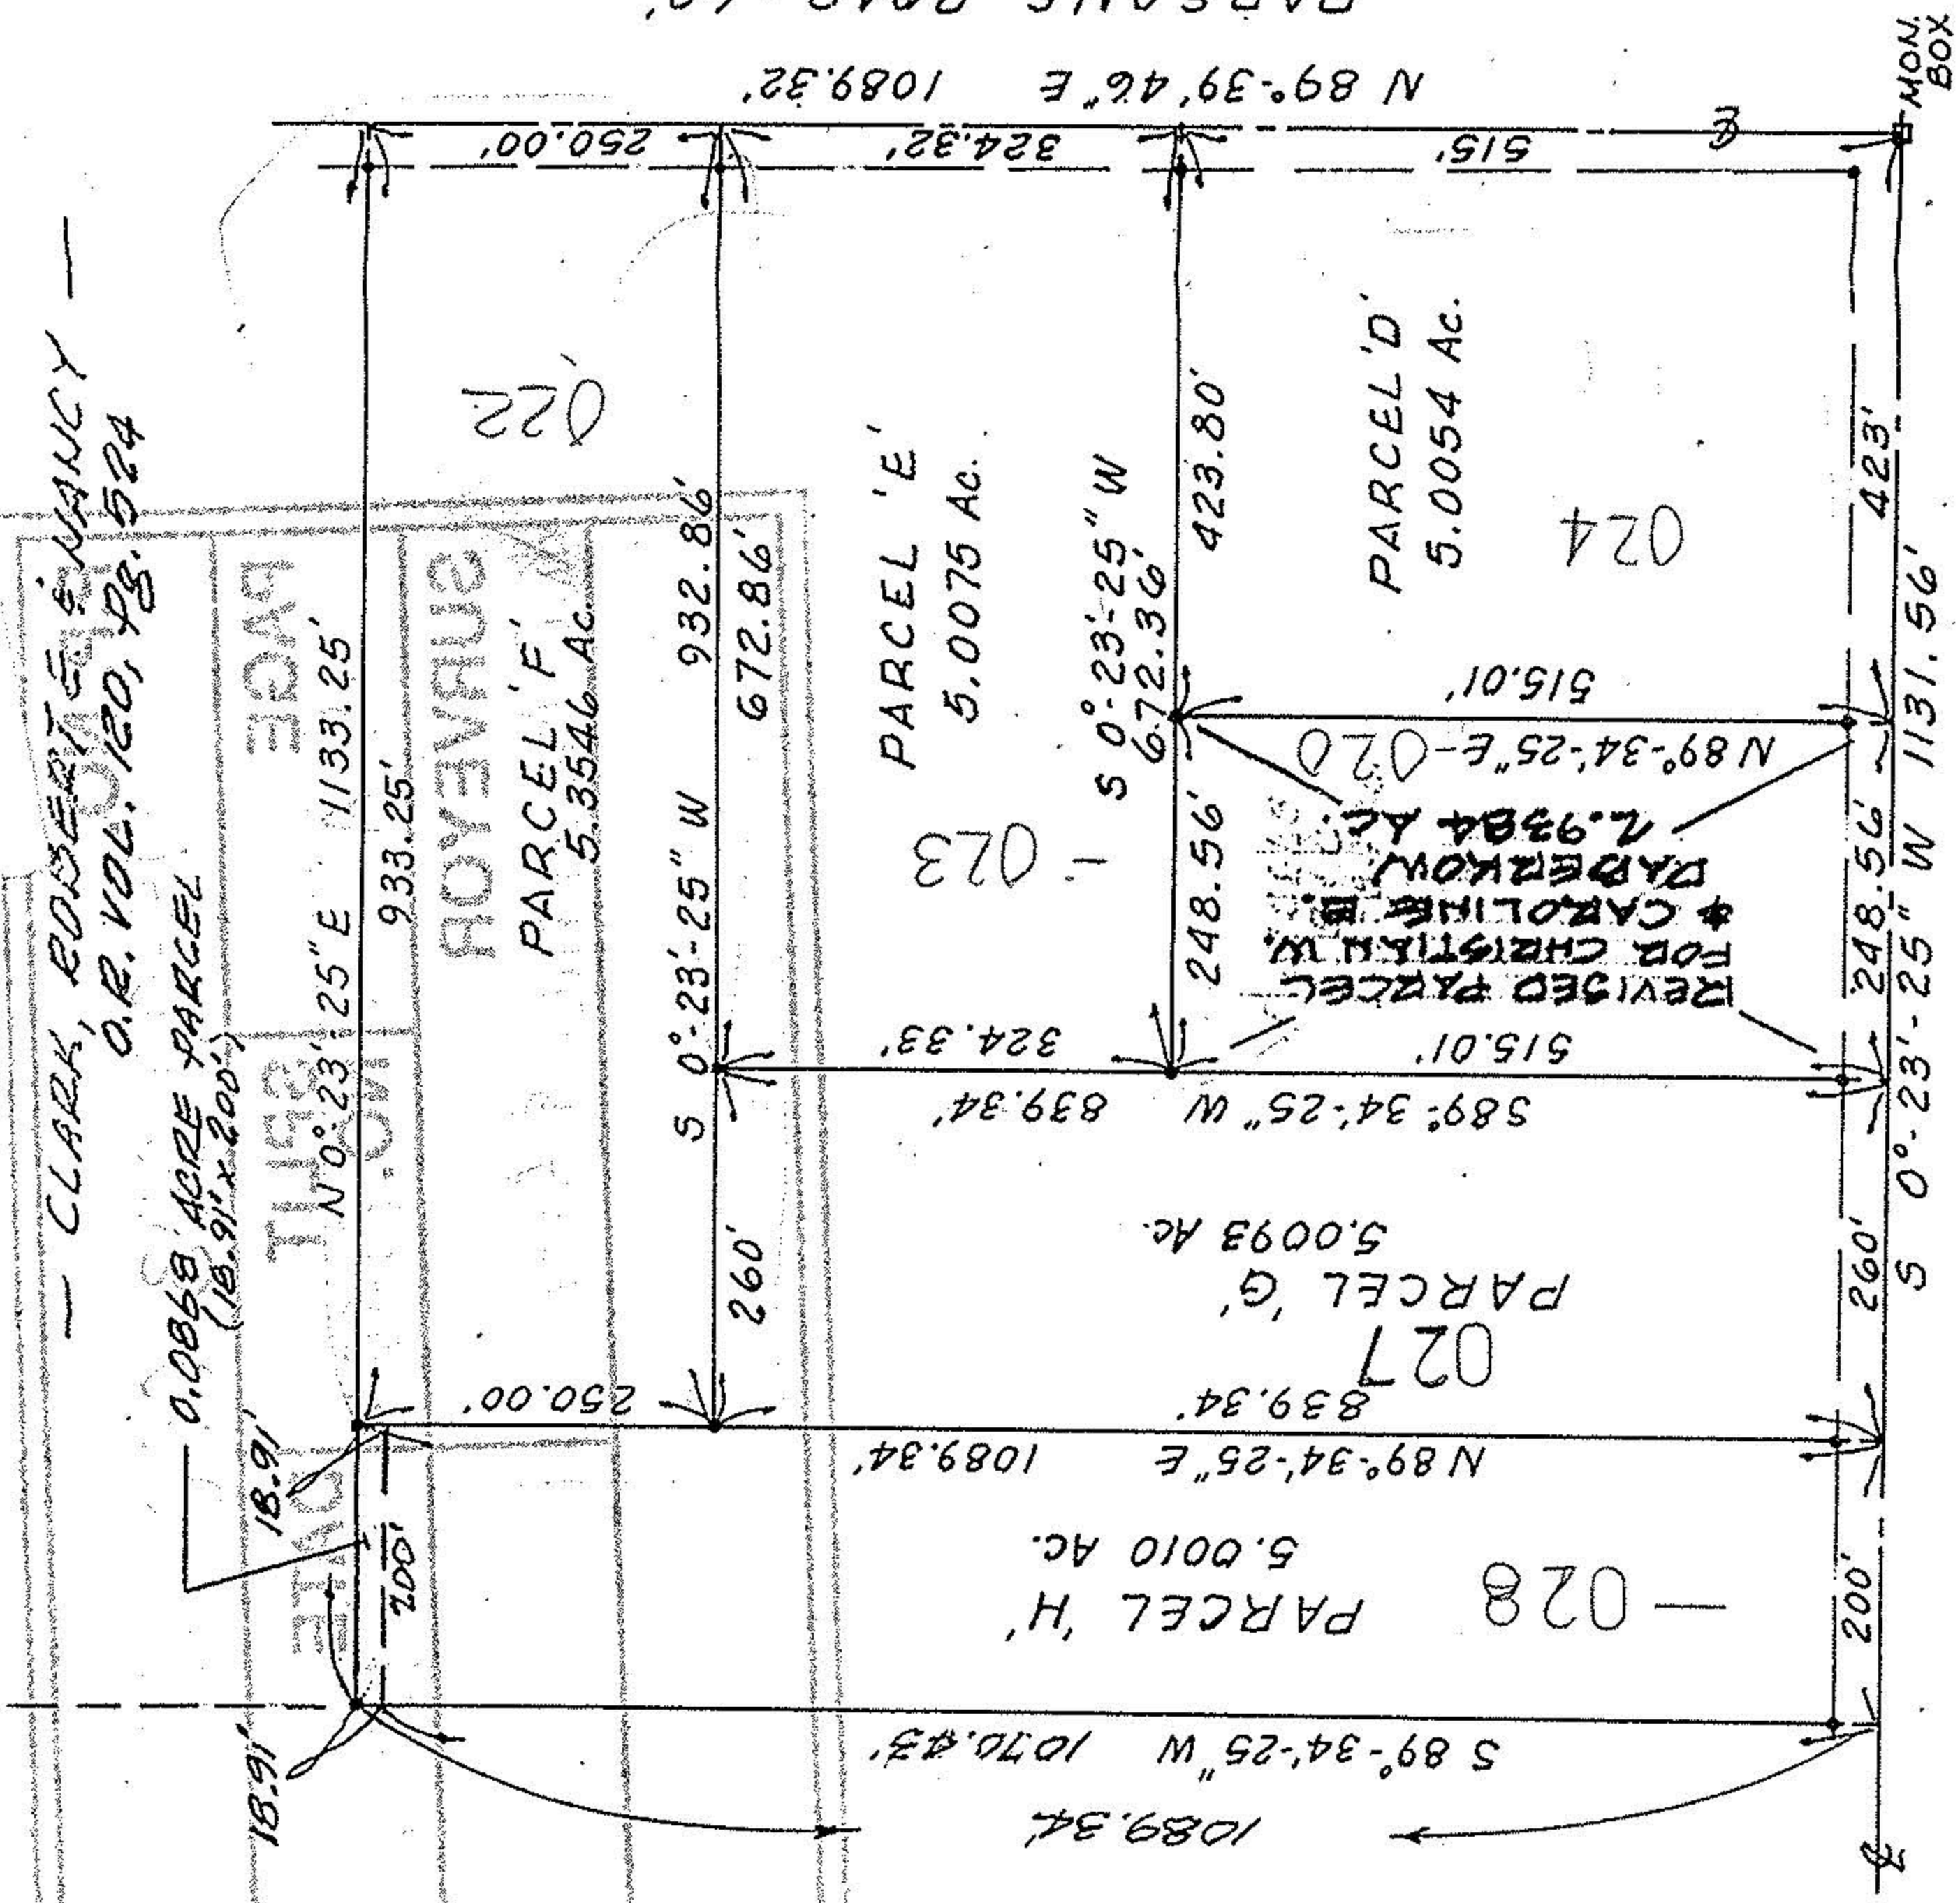 — CLARK, ROBERT E. & NANCY —
O.R. VOL. 120, Pg. 524
0.0868 ACRE PARCEL
(18.91' x 200')
18.91'
18.91'
200'
N 0°-23'-25" E 1133.25'
933.25'
PAGE
SURVEYOR
SPLIT
NO.
DATE
PARCEL 'F'
5.3546 Ac.
022
S 0°-23'-25" W 932.86'
672.86'
260'
PARCEL 'E'
5.0075 Ac.
- 023
S 0°-23'-25" W
672.36'
423.80'
248.56'
PARCEL 'D'
5.0054 Ac.
024
N 89°-39'-46" E 1089.32'
250.00'
324.32'
515'
MON.
BOX
515.01'
N 89°-34'-25" E
- 020
REVISED PARCEL
FOR CHRISTIAN W.
& CAROLINE B.
DABERKOW
2.9384 Ac.
515.01'
324.33'
S 89°-34'-25" W 839.34'
PARCEL 'G'
5.0093 Ac.
027
250.00'
839.34'
N 89°-34'-25" E 1089.34'
PARCEL 'H'
5.0010 Ac.
— 028
S 89°-34'-25" W 1070.43'
1089.34'
200'
260'
248.56'
423'
S 0°-23'-25" W 1131.56'